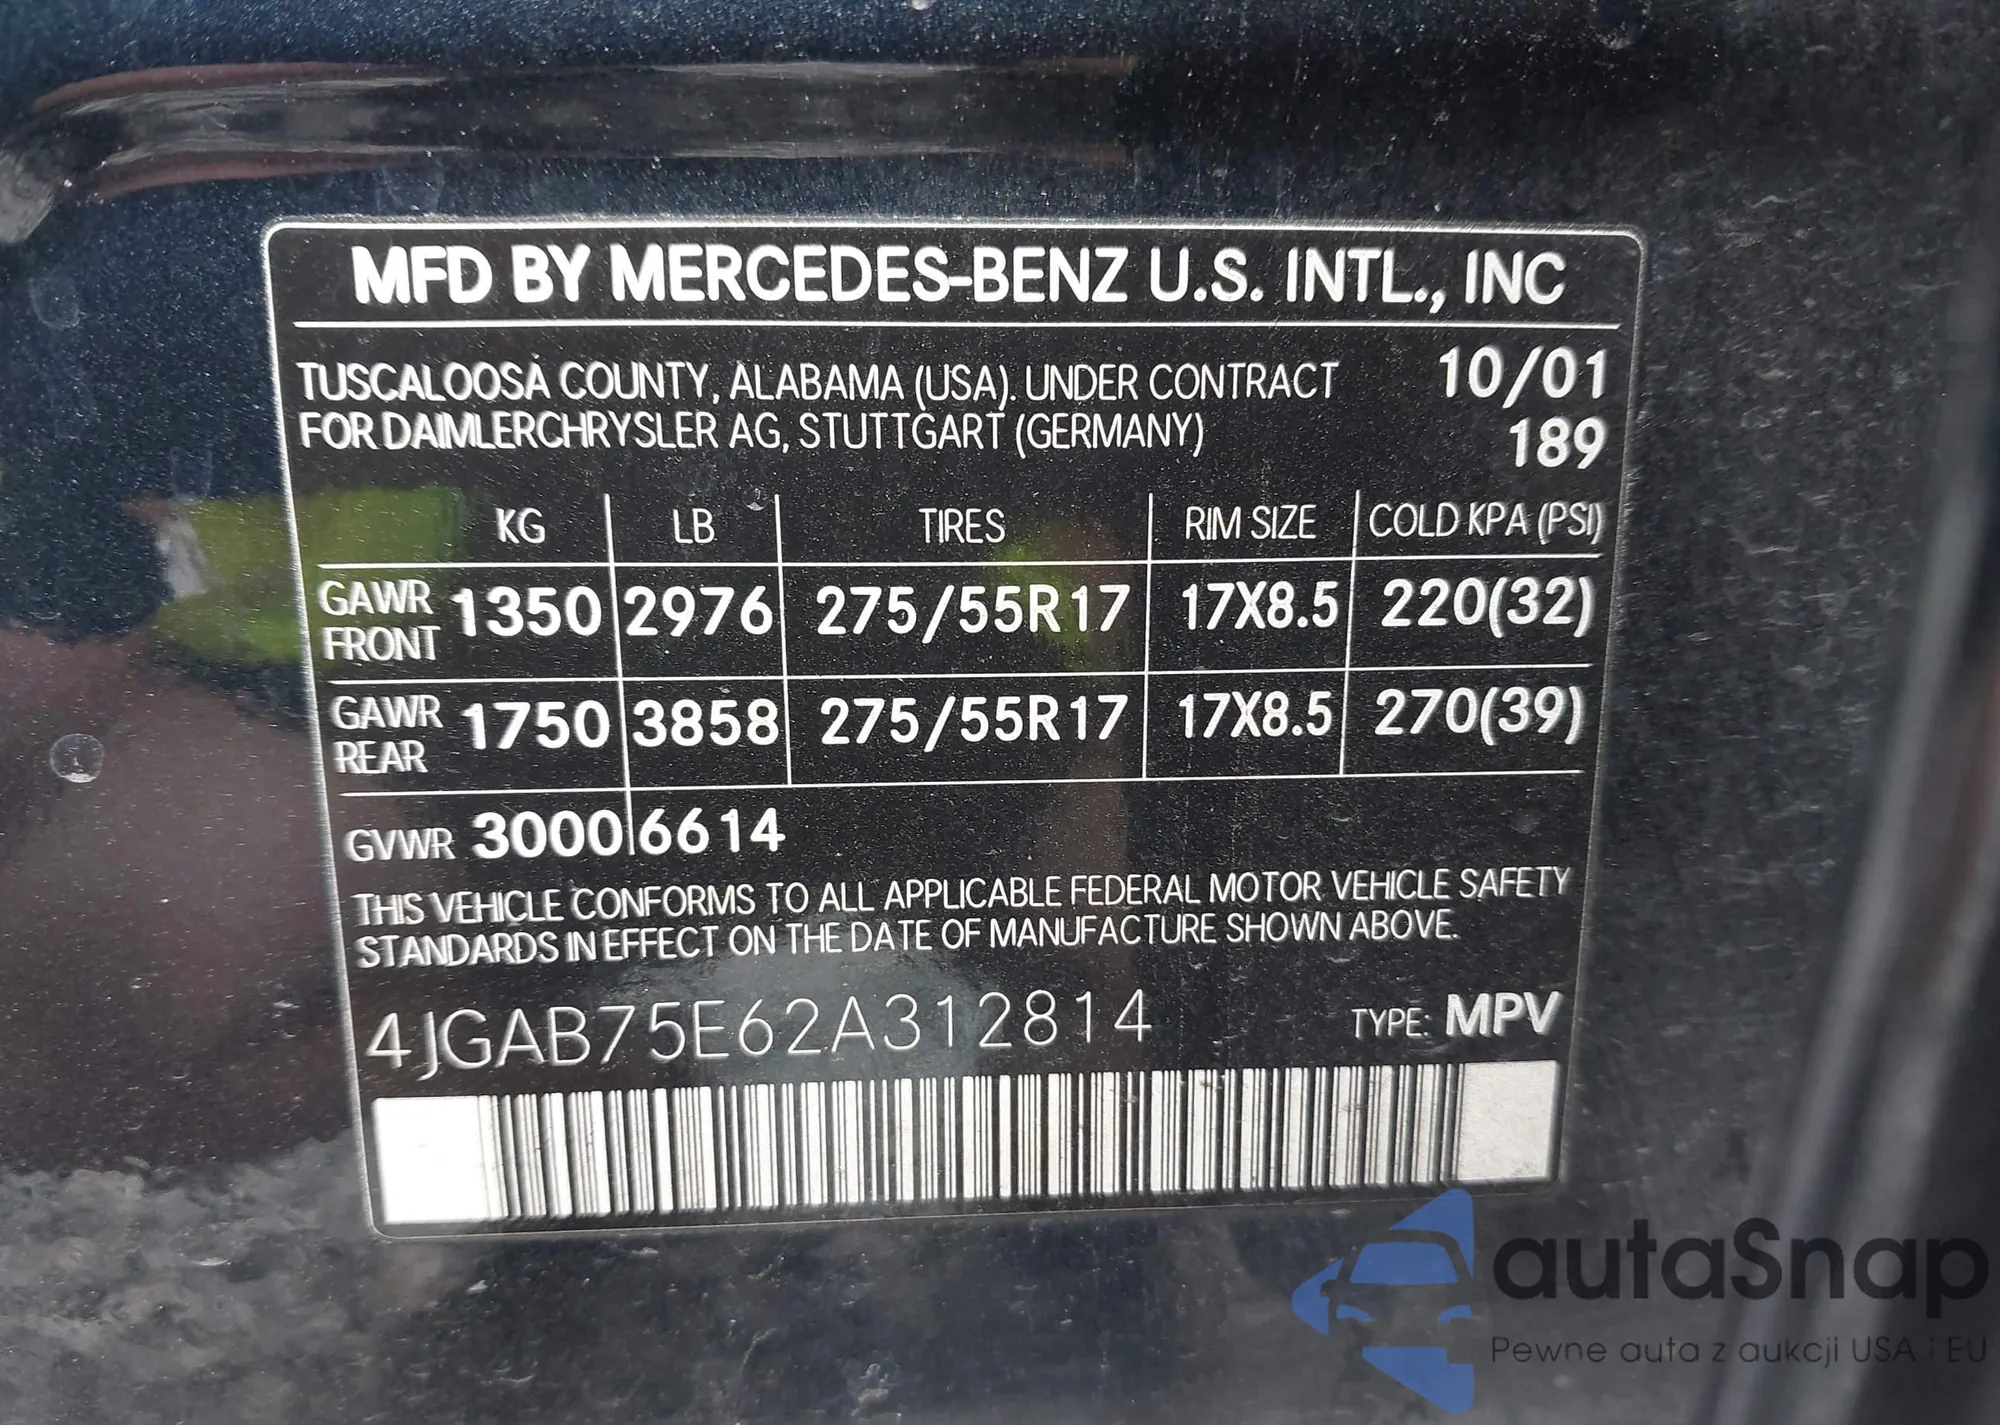 MFD BY MERCEDES-BENZ U.S. INTL., INC
TUSCALOOSA COUNTY, ALABAMA (USA). UNDER CONTRACT 10/01
FOR DAIMLERCHRYSLER AG, STUTTGART (GERMANY) 189
KG LB TIRES RIM SIZE COLD KPA (PSI)
GAWR FRONT 1350 2976 275/55R17 17X8.5 220(32)
GAWR REAR 1750 3858 275/55R17 17X8.5 270(39)
GVWR 3000 6614
THIS VEHICLE CONFORMS TO ALL APPLICABLE FEDERAL MOTOR VEHICLE SAFETY
STANDARDS IN EFFECT ON THE DATE OF MANUFACTURE SHOWN ABOVE.
4JGAB75E62A312814 TYPE: MPV
autaSnap
Pewne auta z aukcji USA i EU